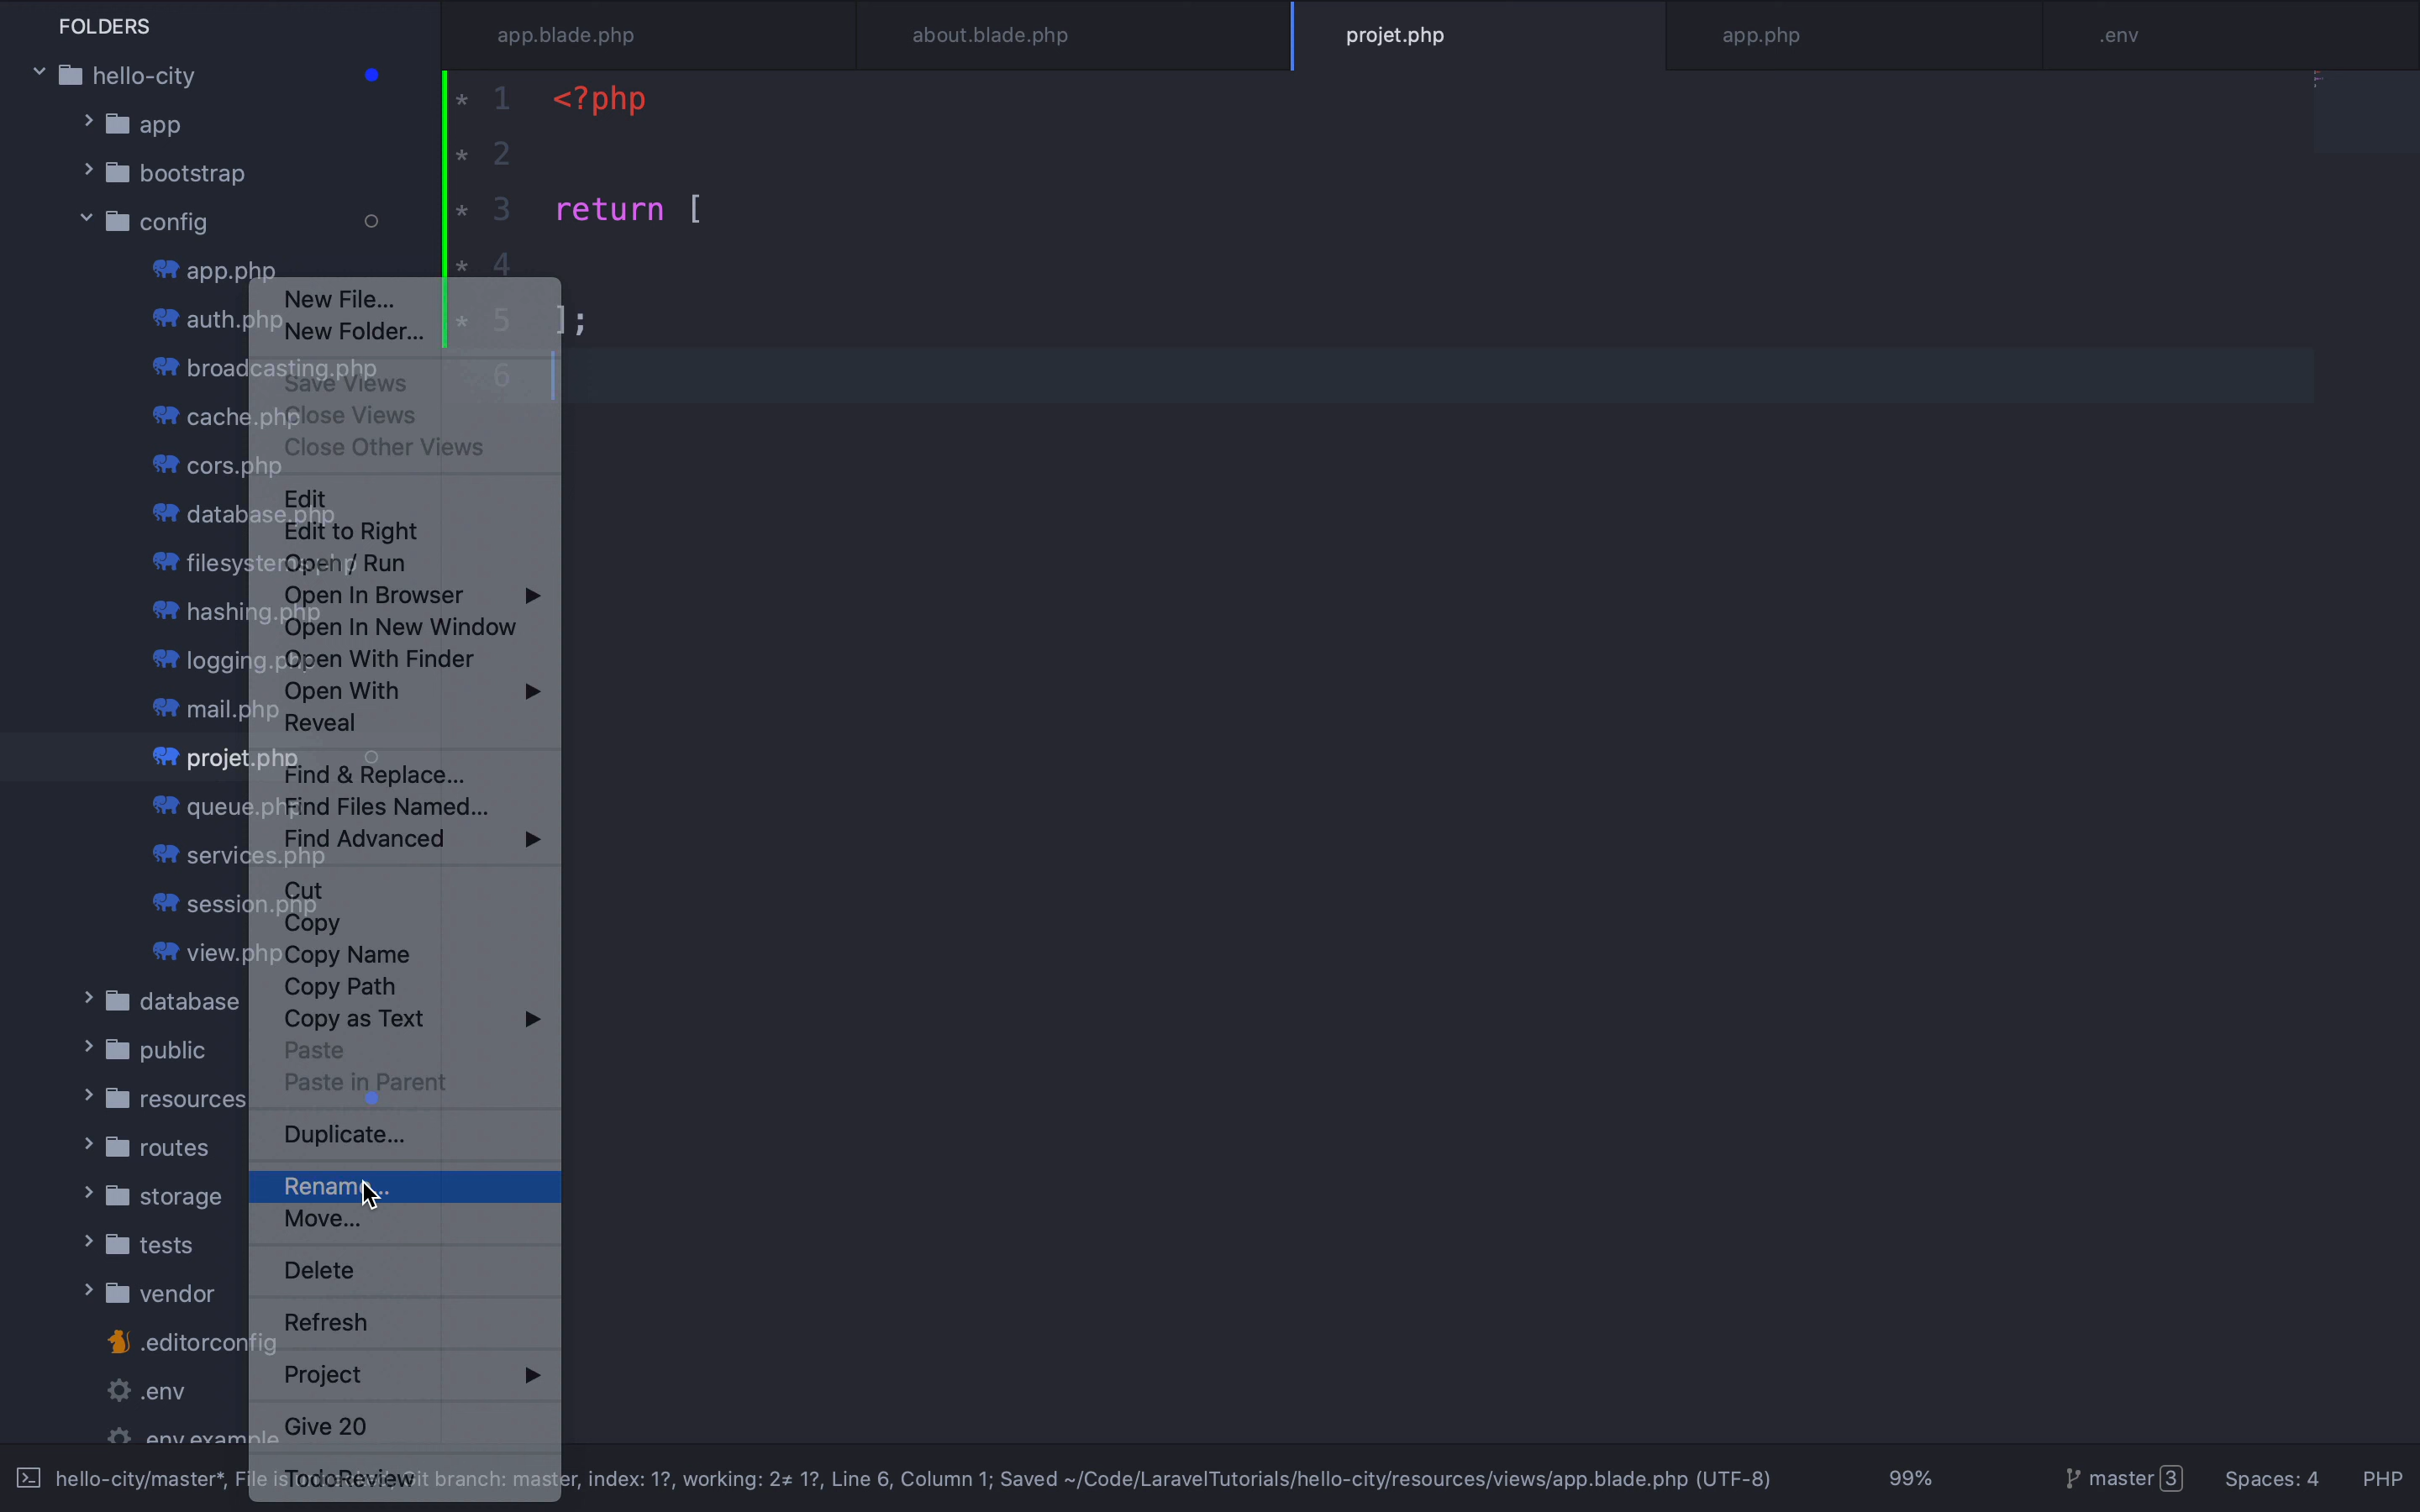 FOLDERS
hello-city
app
bootstrap
config
app.php
auth.php
broadcasting.php
cache.php
cors.php
database.php
filesystems.php
hashing.php
logging.php
mail.php
projet.php
queue.php
services.php
session.php
view.php
database
public
resources
routes
storage
tests
vendor
.editorconfig
.env
.env.example
New File...
New Folder...
Save Views
Close Views
Close Other Views
Edit
Edit to Right
Open / Run
Open In Browser
Open In New Window
Open With Finder
Open With
Reveal
Find & Replace...
Find Files Named...
Find Advanced
Cut
Copy
Copy Name
Copy Path
Copy as Text
Paste
Paste in Parent
Duplicate...
Rename...
Move...
Delete
Refresh
Project
Give 20
TodoReview
app.blade.php about.blade.php projet.php app.php .env
* 1 <?php
* 2
* 3 return [
* 4
* 5 ];
6
hello-city/master*, File is Git branch: master, index: 1?, working: 2≠ 1?, Line 6, Column 1; Saved ~/Code/LaravelTutorials/hello-city/resources/views/app.blade.php (UTF-8) 99% master 3 Spaces: 4 PHP